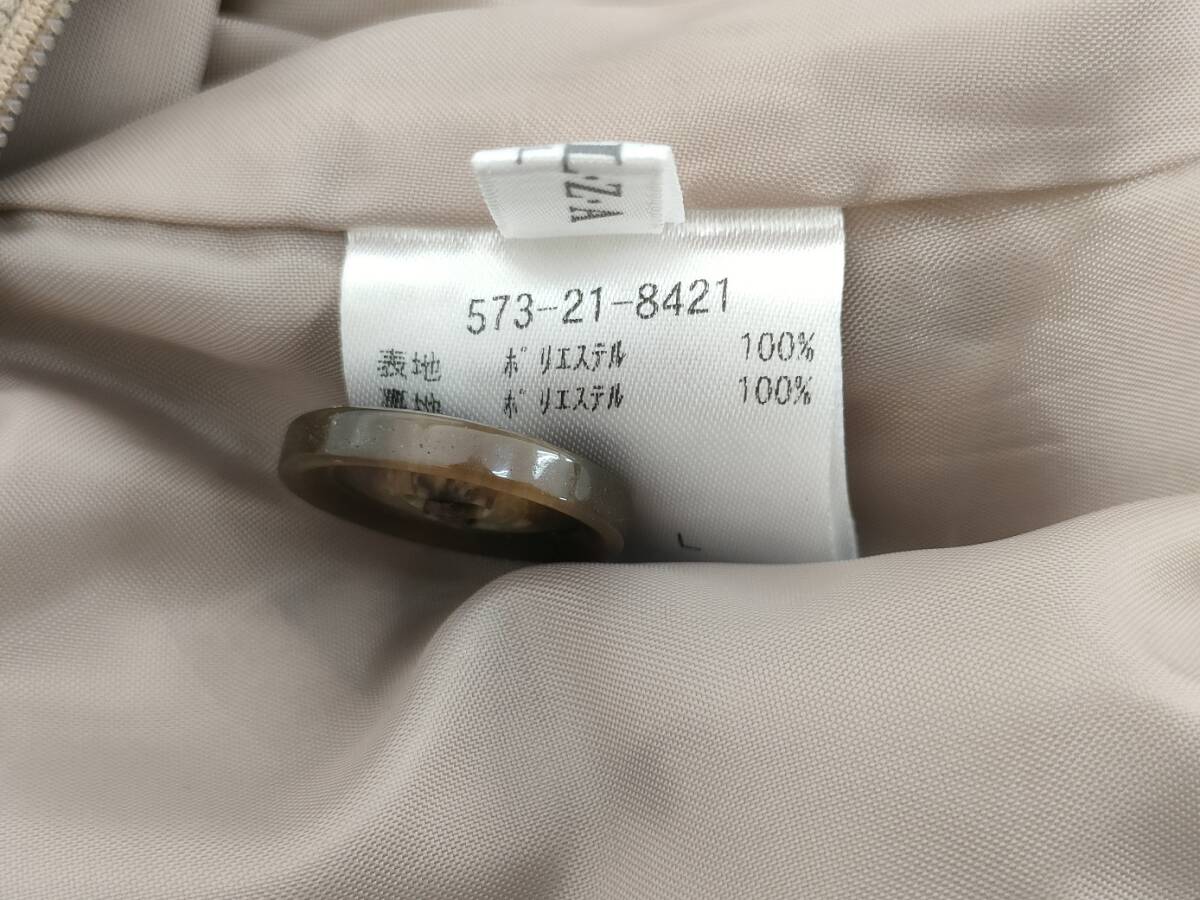 L·Z·A
573-21-8421
表地 ポリエステル 100%
裏地 ポリエステル 100%